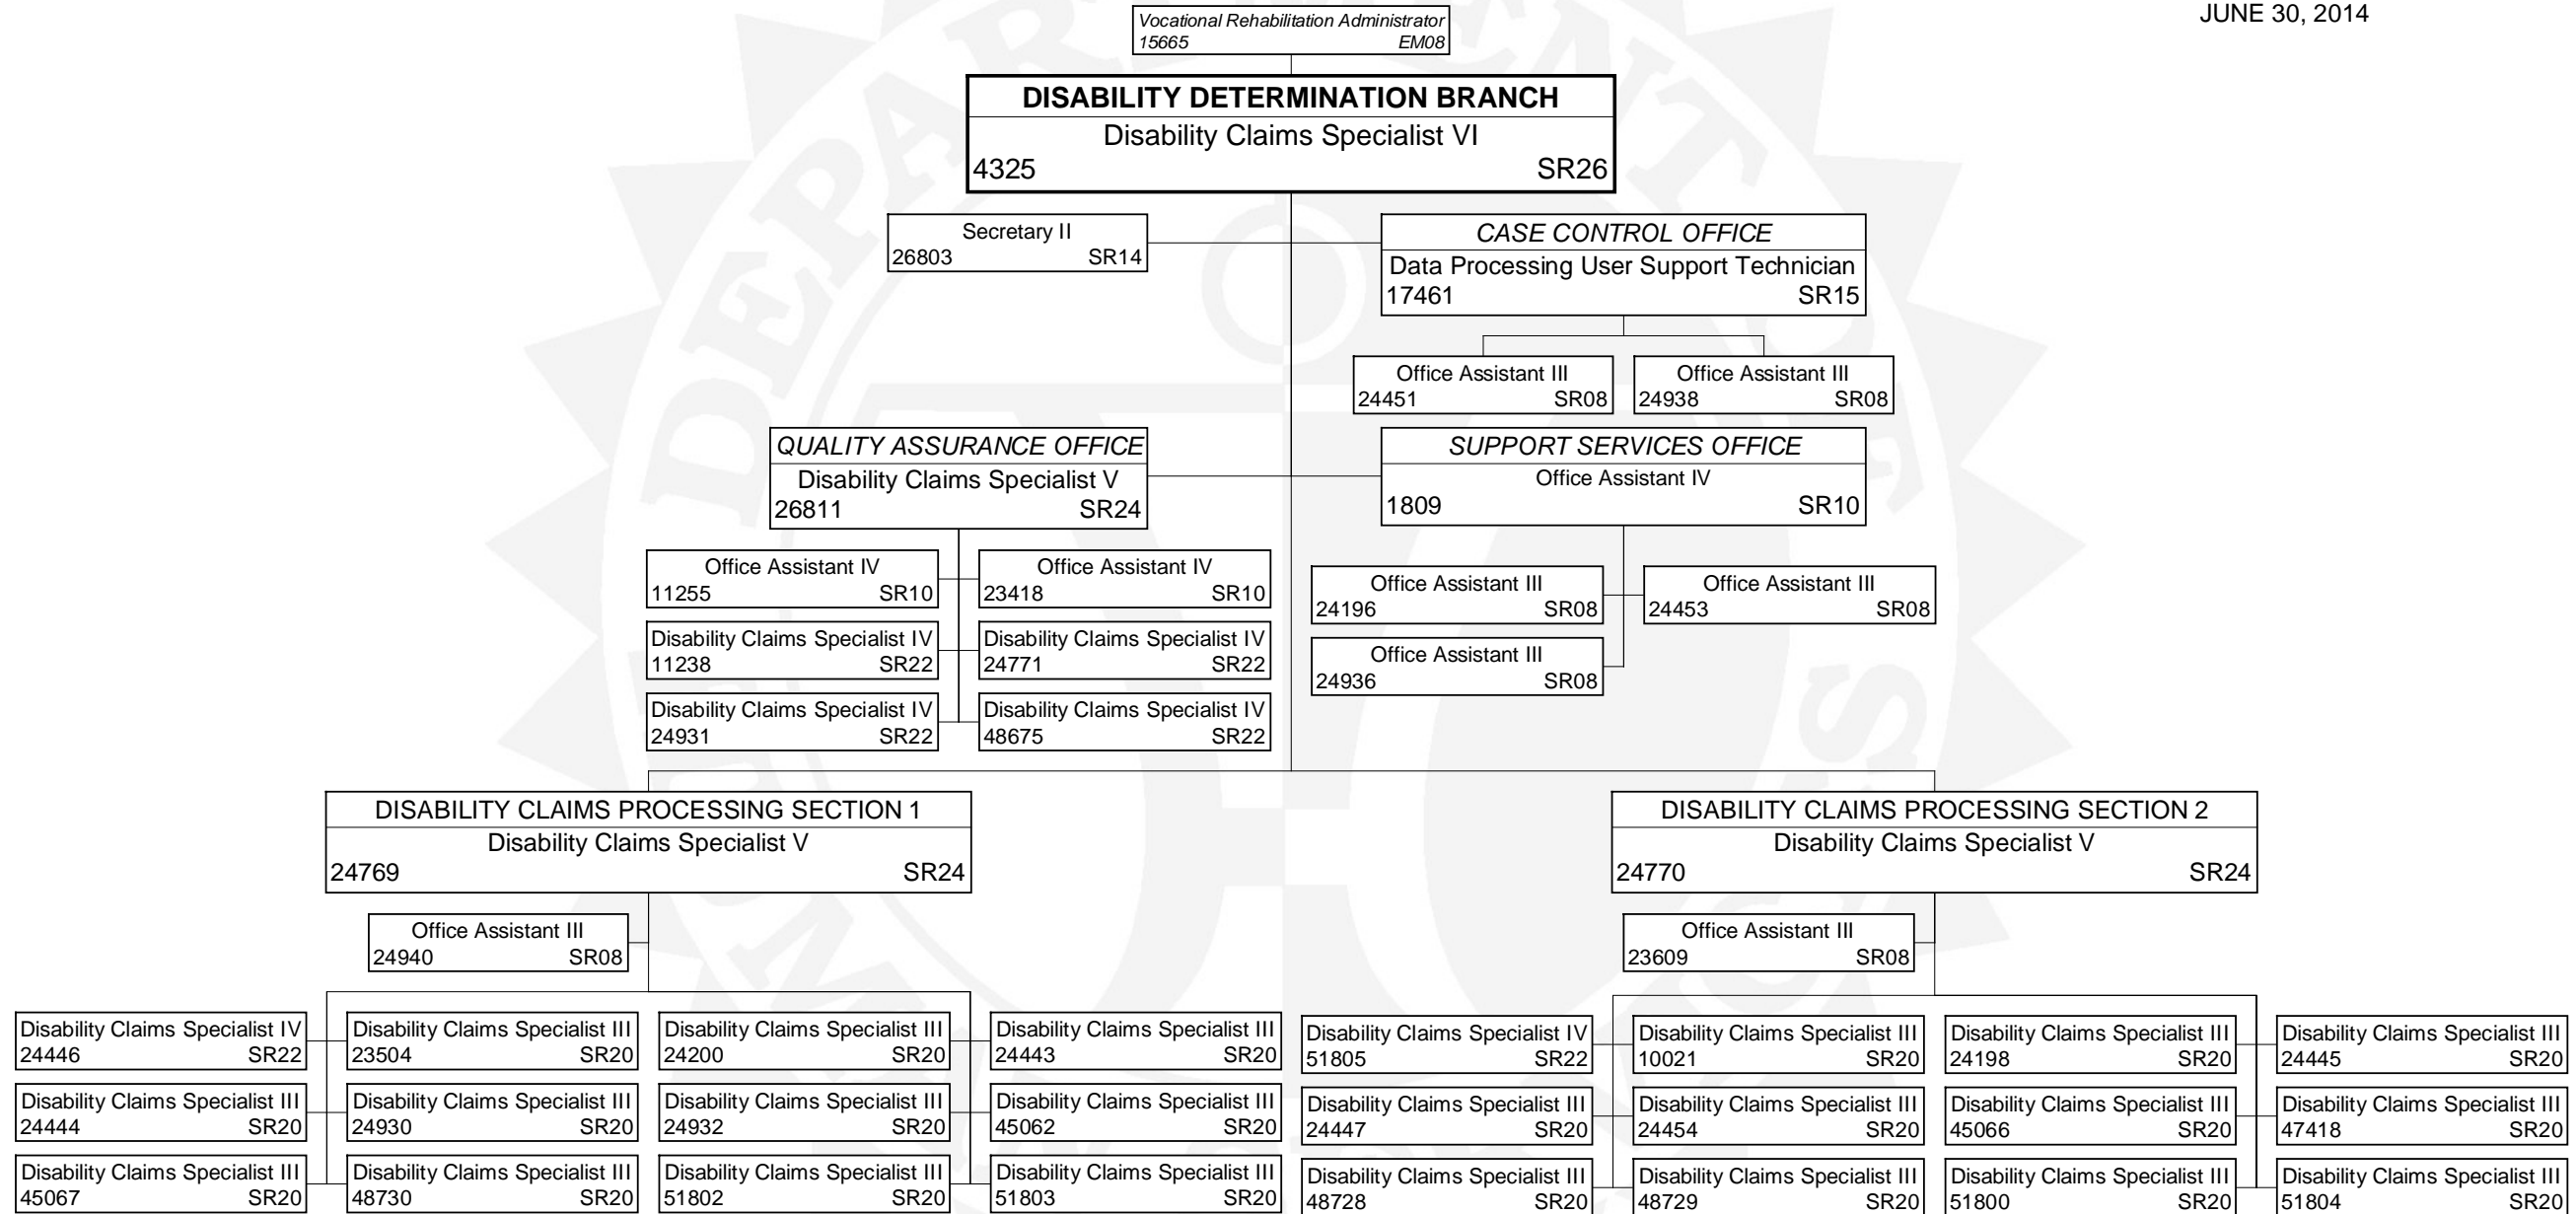 JUNE 30, 2014
Vocational Rehabilitation Administrator
15665 EM08
DISABILITY DETERMINATION BRANCH
Disability Claims Specialist VI
4325 SR26
Secretary II
26803 SR14
CASE CONTROL OFFICE
Data Processing User Support Technician
17461 SR15
Office Assistant III
24451 SR08
Office Assistant III
24938 SR08
QUALITY ASSURANCE OFFICE
Disability Claims Specialist V
26811 SR24
SUPPORT SERVICES OFFICE
Office Assistant IV
1809 SR10
Office Assistant IV
11255 SR10
Office Assistant IV
23418 SR10
Disability Claims Specialist IV
11238 SR22
Disability Claims Specialist IV
24771 SR22
Disability Claims Specialist IV
24931 SR22
Disability Claims Specialist IV
48675 SR22
Office Assistant III
24196 SR08
Office Assistant III
24453 SR08
Office Assistant III
24936 SR08
DISABILITY CLAIMS PROCESSING SECTION 1
Disability Claims Specialist V
24769 SR24
Office Assistant III
24940 SR08
Disability Claims Specialist IV
24446 SR22
Disability Claims Specialist III
23504 SR20
Disability Claims Specialist III
24200 SR20
Disability Claims Specialist III
24443 SR20
Disability Claims Specialist III
24444 SR20
Disability Claims Specialist III
24930 SR20
Disability Claims Specialist III
24932 SR20
Disability Claims Specialist III
45062 SR20
Disability Claims Specialist III
45067 SR20
Disability Claims Specialist III
48730 SR20
Disability Claims Specialist III
51802 SR20
Disability Claims Specialist III
51803 SR20
DISABILITY CLAIMS PROCESSING SECTION 2
Disability Claims Specialist V
24770 SR24
Office Assistant III
23609 SR08
Disability Claims Specialist IV
51805 SR22
Disability Claims Specialist III
10021 SR20
Disability Claims Specialist III
24198 SR20
Disability Claims Specialist III
24445 SR20
Disability Claims Specialist III
24447 SR20
Disability Claims Specialist III
24454 SR20
Disability Claims Specialist III
45066 SR20
Disability Claims Specialist III
47418 SR20
Disability Claims Specialist III
48728 SR20
Disability Claims Specialist III
48729 SR20
Disability Claims Specialist III
51800 SR20
Disability Claims Specialist III
51804 SR20